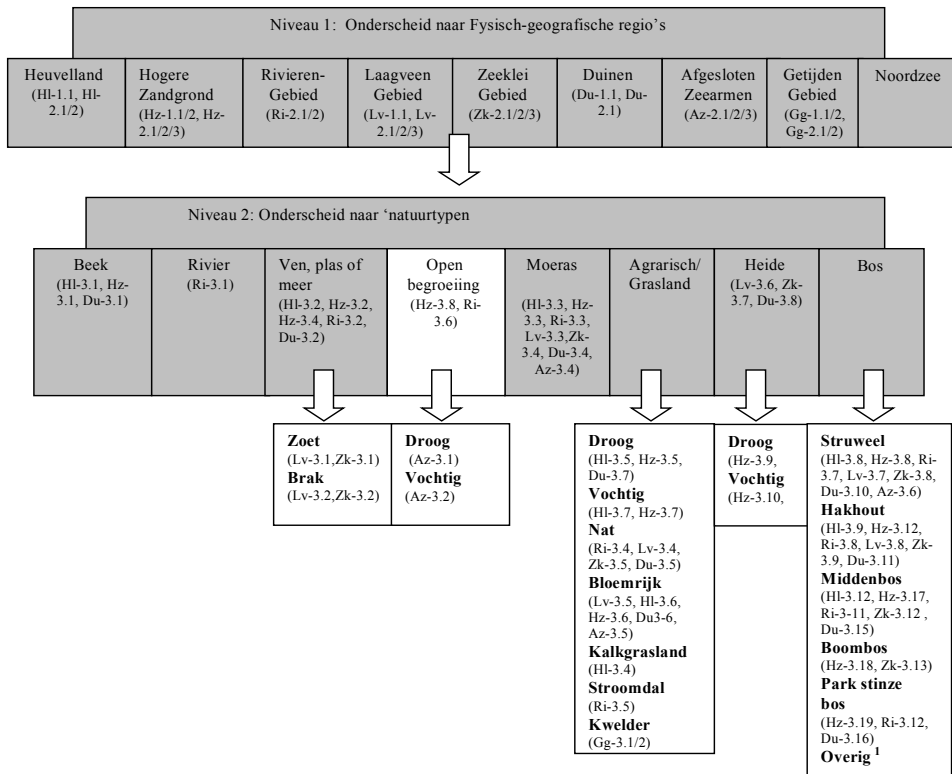 Niveau 1: Onderscheid naar Fysisch-geografische regio's
Heuvelland
(Hl-1.1, Hl-
2.1/2)
Hogere
Zandgrond
(Hz-1.1/2, Hz-
2.1/2/3)
Rivieren-
Gebied
(Ri-2.1/2)
Laagveen
Gebied
(Lv-1.1, Lv-
2.1/2/3)
Zeeklei
Gebied
(Zk-2.1/2/3)
Duinen
(Du-1.1, Du-
2.1)
Afgesloten
Zeearmen
(Az-2.1/2/3)
Getijden
Gebied
(Gg-1.1/2,
Gg-2.1/2)
Noordzee
Niveau 2: Onderscheid naar ‘natuurtypen
Beek
(Hl-3.1, Hz-
3.1, Du-3.1)
Rivier
(Ri-3.1)
Ven, plas of
meer
(Hl-3.2, Hz-3.2,
Hz-3.4, Ri-3.2,
Du-3.2)
Open
begroeiing
(Hz-3.8, Ri-
3.6)
Moeras
(Hl-3.3, Hz-
3.3, Ri-3.3,
Lv-3.3,Zk-
3.4, Du-3.4,
Az-3.4)
Agrarisch/
Grasland
Heide
(Lv-3.6, Zk-
3.7, Du-3.8)
Bos
Zoet
(Lv-3.1,Zk-3.1)
Brak
(Lv-3.2,Zk-3.2)
Droog
(Az-3.1)
Vochtig
(Az-3.2)
Droog
(Hl-3.5, Hz-3.5,
Du-3.7)
Vochtig
(Hl-3.7, Hz-3.7)
Nat
(Ri-3.4, Lv-3.4,
Zk-3.5, Du-3.5)
Bloemrijk
(Lv-3.5, Hl-3.6,
Hz-3.6, Du3-6,
Az-3.5)
Kalkgrasland
(Hl-3.4)
Stroomdal
(Ri-3.5)
Kwelder
(Gg-3.1/2)
Droog
(Hz-3.9,
Vochtig
(Hz-3.10,
Struweel
(Hl-3.8, Hz-3.8, Ri-
3.7, Lv-3.7, Zk-3.8,
Du-3.10, Az-3.6)
Hakhout
(Hl-3.9, Hz-3.12,
Ri-3.8, Lv-3.8, Zk-
3.9, Du-3.11)
Middenbos
(Hl-3.12, Hz-3.17,
Ri-3-11, Zk-3.12 ,
Du-3.15)
Boombos
(Hz-3.18, Zk-3.13)
Park stinze
bos
(Hz-3.19, Ri-3.12,
Du-3.16)
Overig 1